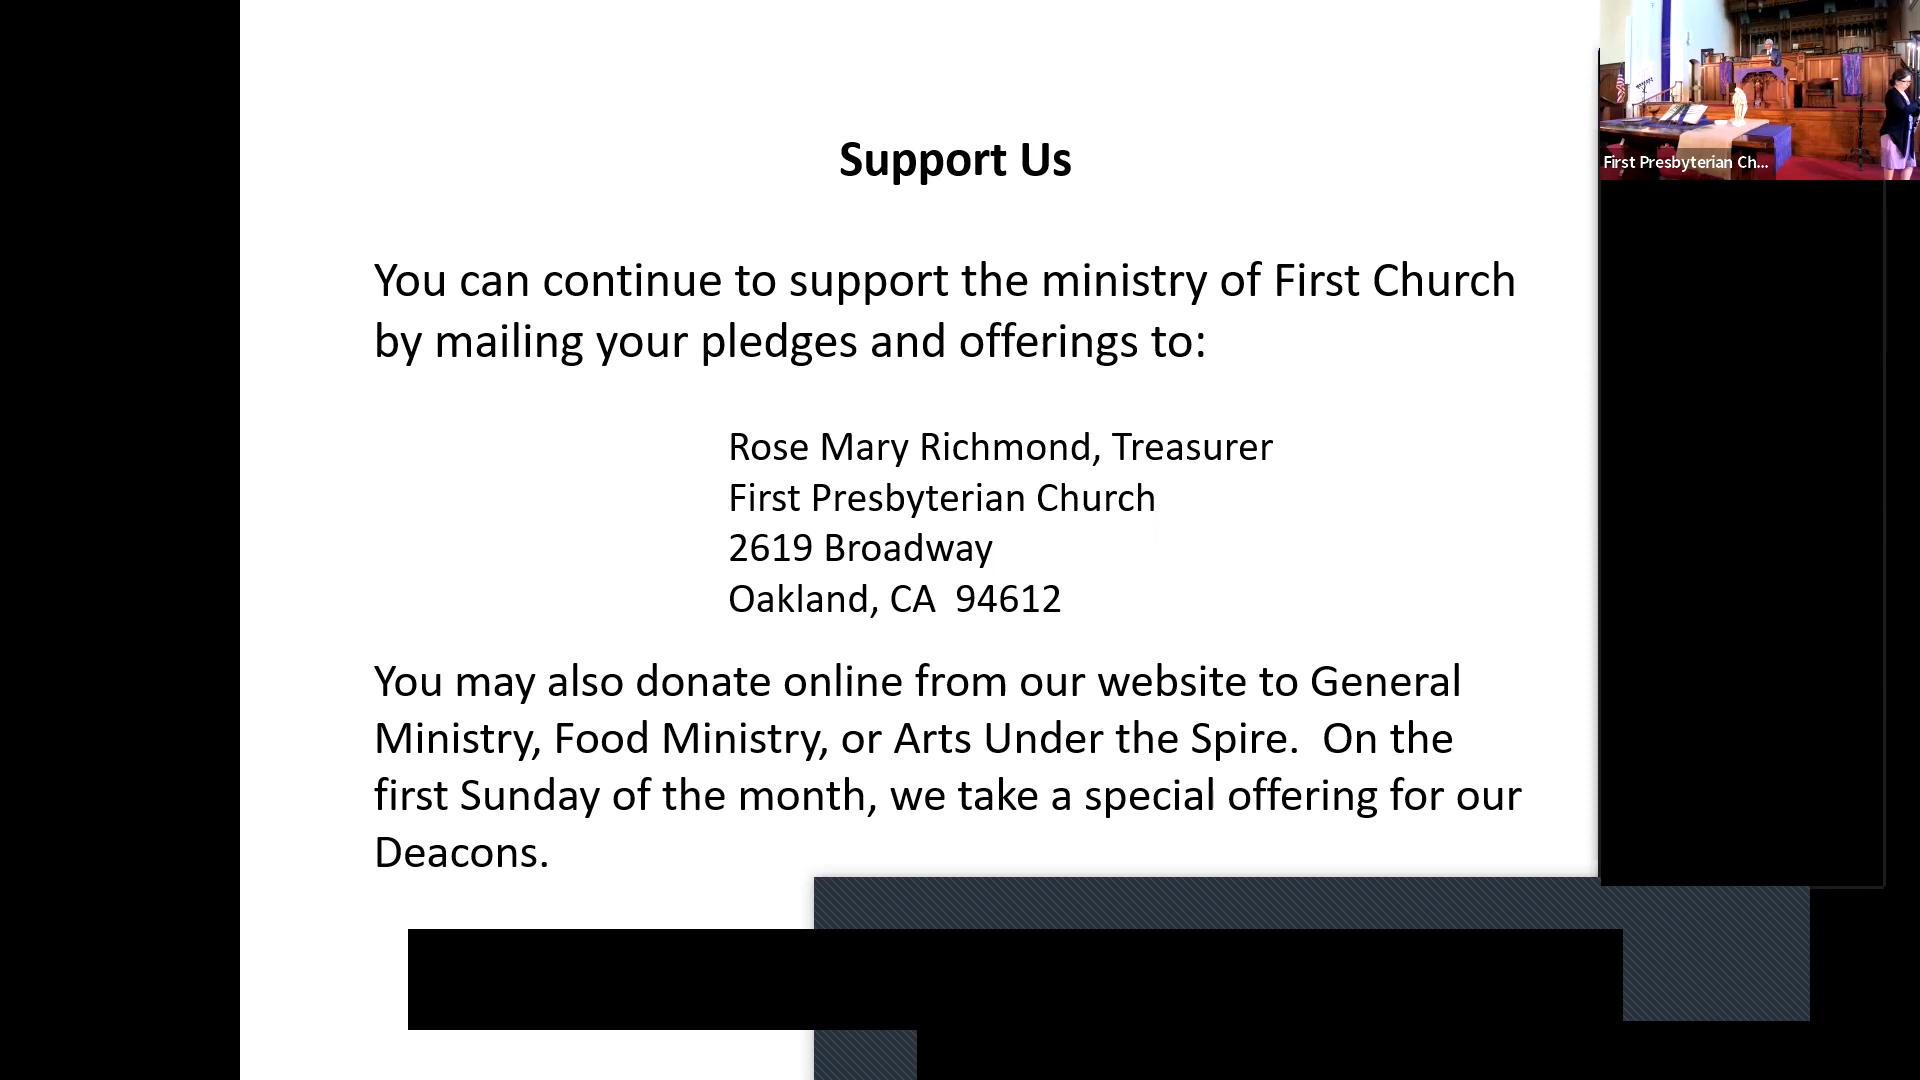 Support Us
You can continue to support the ministry of First Church
by mailing your pledges and offerings to:
Rose Mary Richmond, Treasurer
First Presbyterian Church
2619 Broadway
Oakland, CA  94612
You may also donate online from our website to General
Ministry, Food Ministry, or Arts Under the Spire.  On the
first Sunday of the month, we take a special offering for our
Deacons.
First Presbyterian Ch...